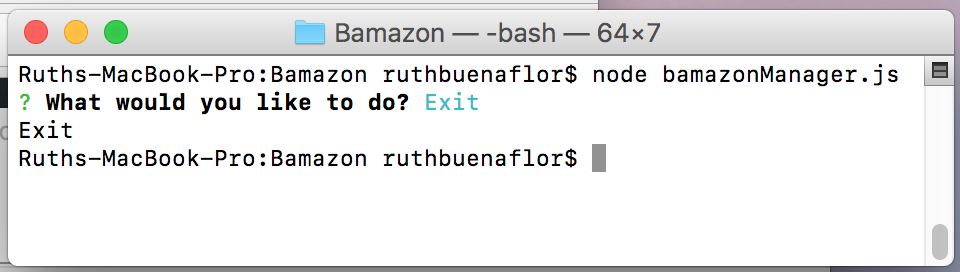 Bamazon — -bash — 64×7
Ruths-MacBook-Pro:Bamazon ruthbuenaflor$ node bamazonManager.js
? What would you like to do? Exit
Exit
Ruths-MacBook-Pro:Bamazon ruthbuenaflor$